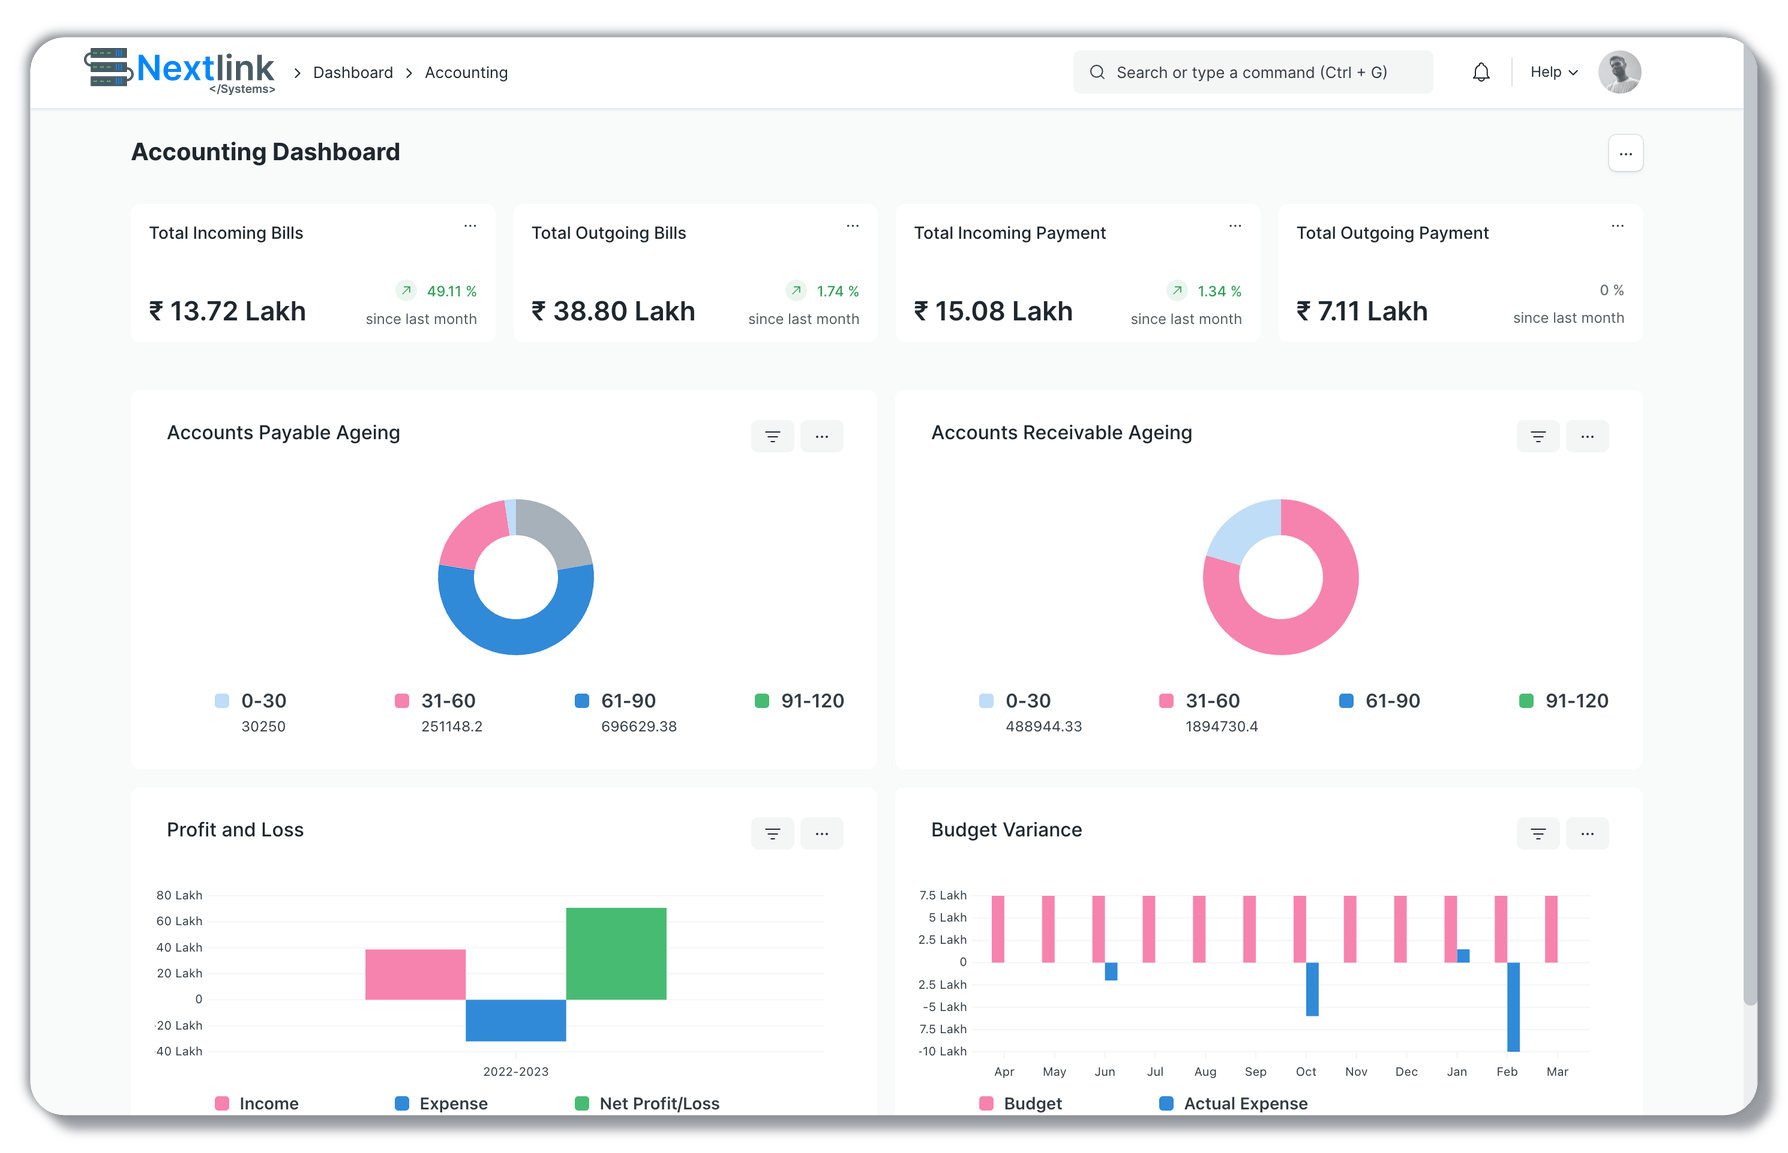 Nextlink
</Systems>
Dashboard
Accounting
Search or type a command (Ctrl + G)
Help
Accounting Dashboard
...
Total Incoming Bills
...
₹ 13.72 Lakh
49.11 %
since last month
Total Outgoing Bills
...
₹ 38.80 Lakh
1.74 %
since last month
Total Incoming Payment
...
₹ 15.08 Lakh
1.34 %
since last month
Total Outgoing Payment
...
₹ 7.11 Lakh
0 %
since last month
Accounts Payable Ageing
...
0-30
30250
31-60
251148.2
61-90
696629.38
91-120
Accounts Receivable Ageing
...
0-30
488944.33
31-60
1894730.4
61-90
91-120
Profit and Loss
...
80 Lakh
60 Lakh
40 Lakh
20 Lakh
0
-20 Lakh
40 Lakh
2022-2023
Income
Expense
Net Profit/Loss
Budget Variance
...
7.5 Lakh
5 Lakh
2.5 Lakh
0
2.5 Lakh
-5 Lakh
7.5 Lakh
-10 Lakh
Apr May Jun Jul Aug Sep Oct Nov Dec Jan Feb Mar
Budget
Actual Expense